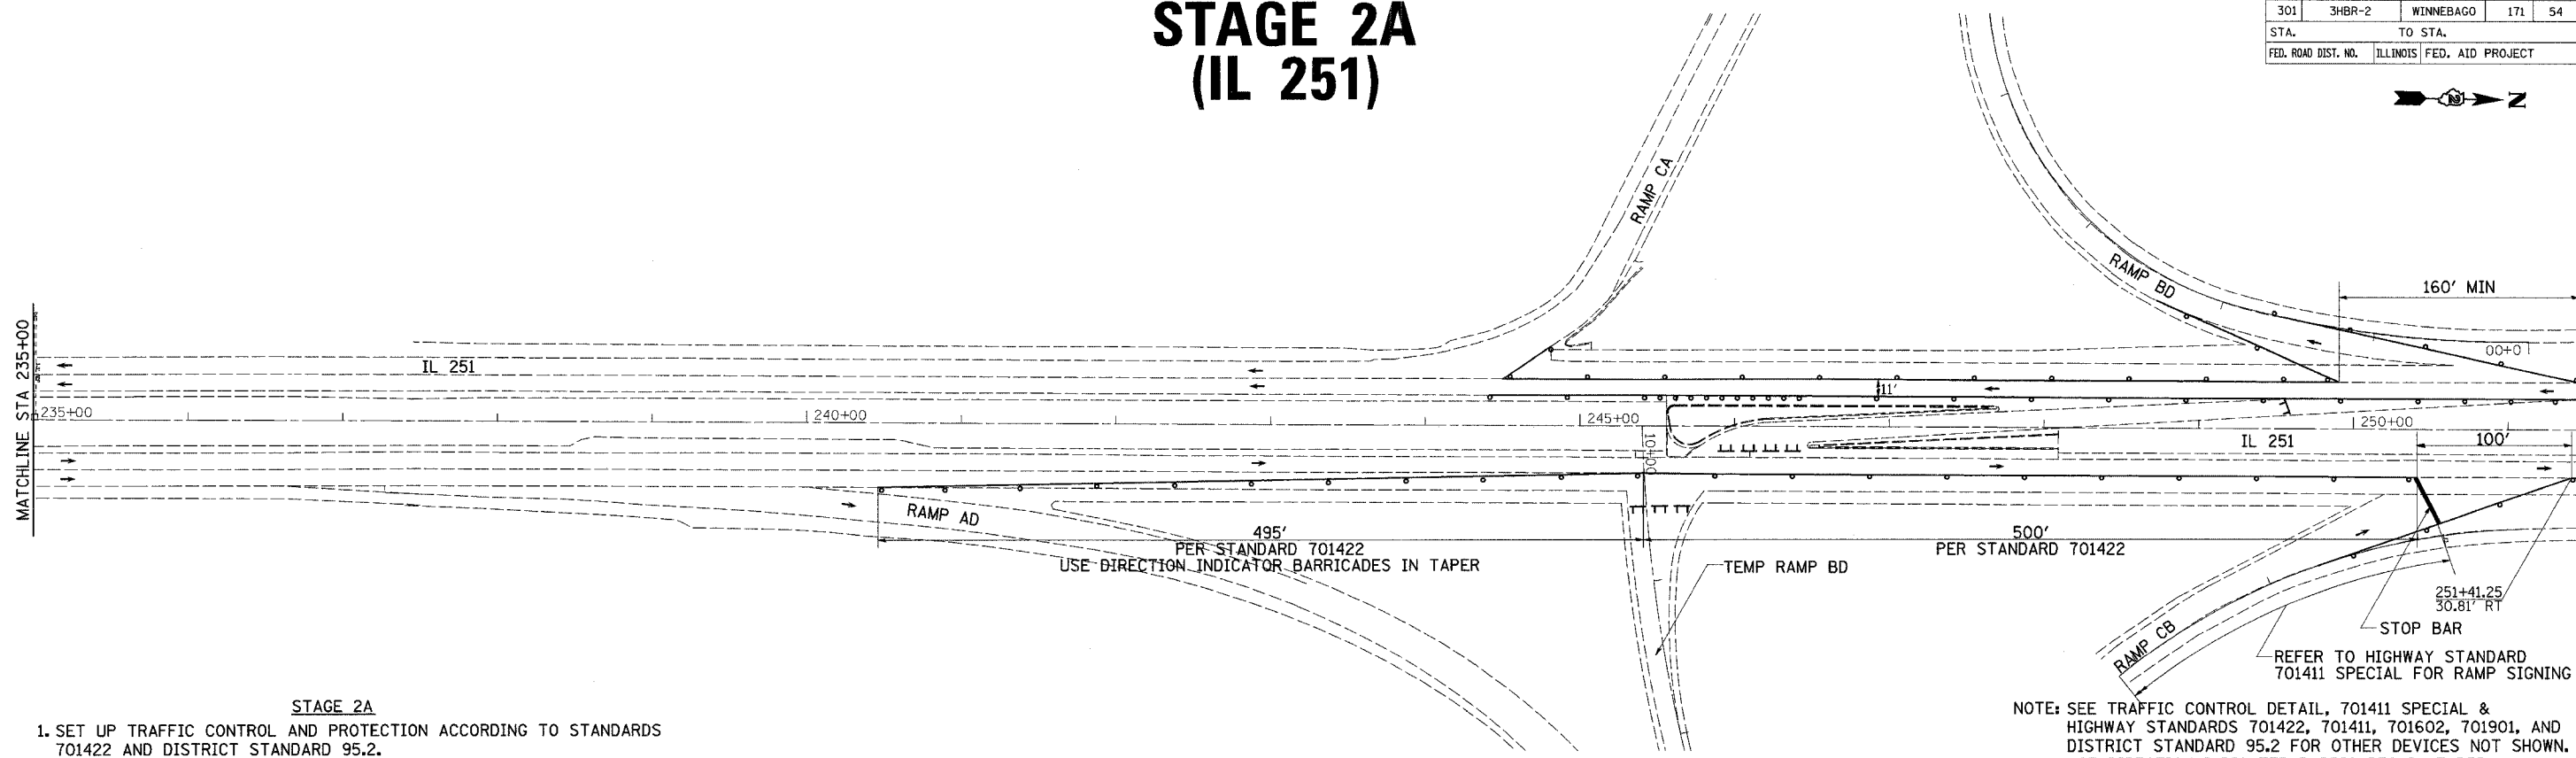 STAGE 2A
(IL 251)
301 3HBR-2 WINNEBAGO 171 54
STA. TO STA.
FED. ROAD DIST. NO. ILLINOIS FED. AID PROJECT
N
RAMP CA
RAMP BD
160' MIN
MATCHLINE STA 235+00
IL 251
00+01
11'
235+00
240+00
245+00
250+00
10+00
IL 251
100'
RAMP AD
495'
PER STANDARD 701422
USE DIRECTION INDICATOR BARRICADES IN TAPER
500'
PER STANDARD 701422
TEMP RAMP BD
251+41.25
30.81' RT
STOP BAR
RAMP CB
REFER TO HIGHWAY STANDARD
701411 SPECIAL FOR RAMP SIGNING
STAGE 2A
1. SET UP TRAFFIC CONTROL AND PROTECTION ACCORDING TO STANDARDS
701422 AND DISTRICT STANDARD 95.2.
NOTE: SEE TRAFFIC CONTROL DETAIL, 701411 SPECIAL &
HIGHWAY STANDARDS 701422, 701411, 701602, 701901, AND
DISTRICT STANDARD 95.2 FOR OTHER DEVICES NOT SHOWN.